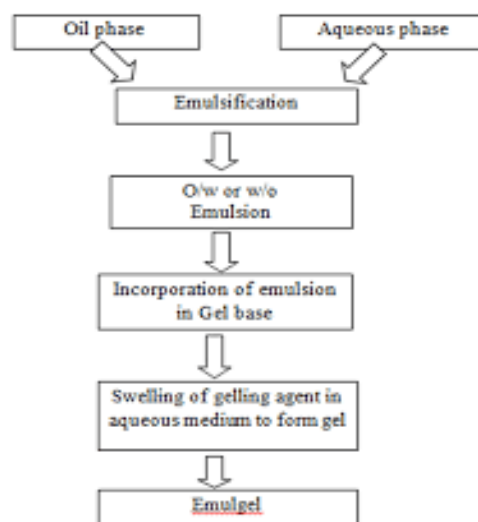 Oil phase
Aqueous phase
Emulsification
O/w or w/o
Emulsion
Incorporation of emulsion
in Gel base
Swelling of gelling agent in
aqueous medium to form gel
Emulgel